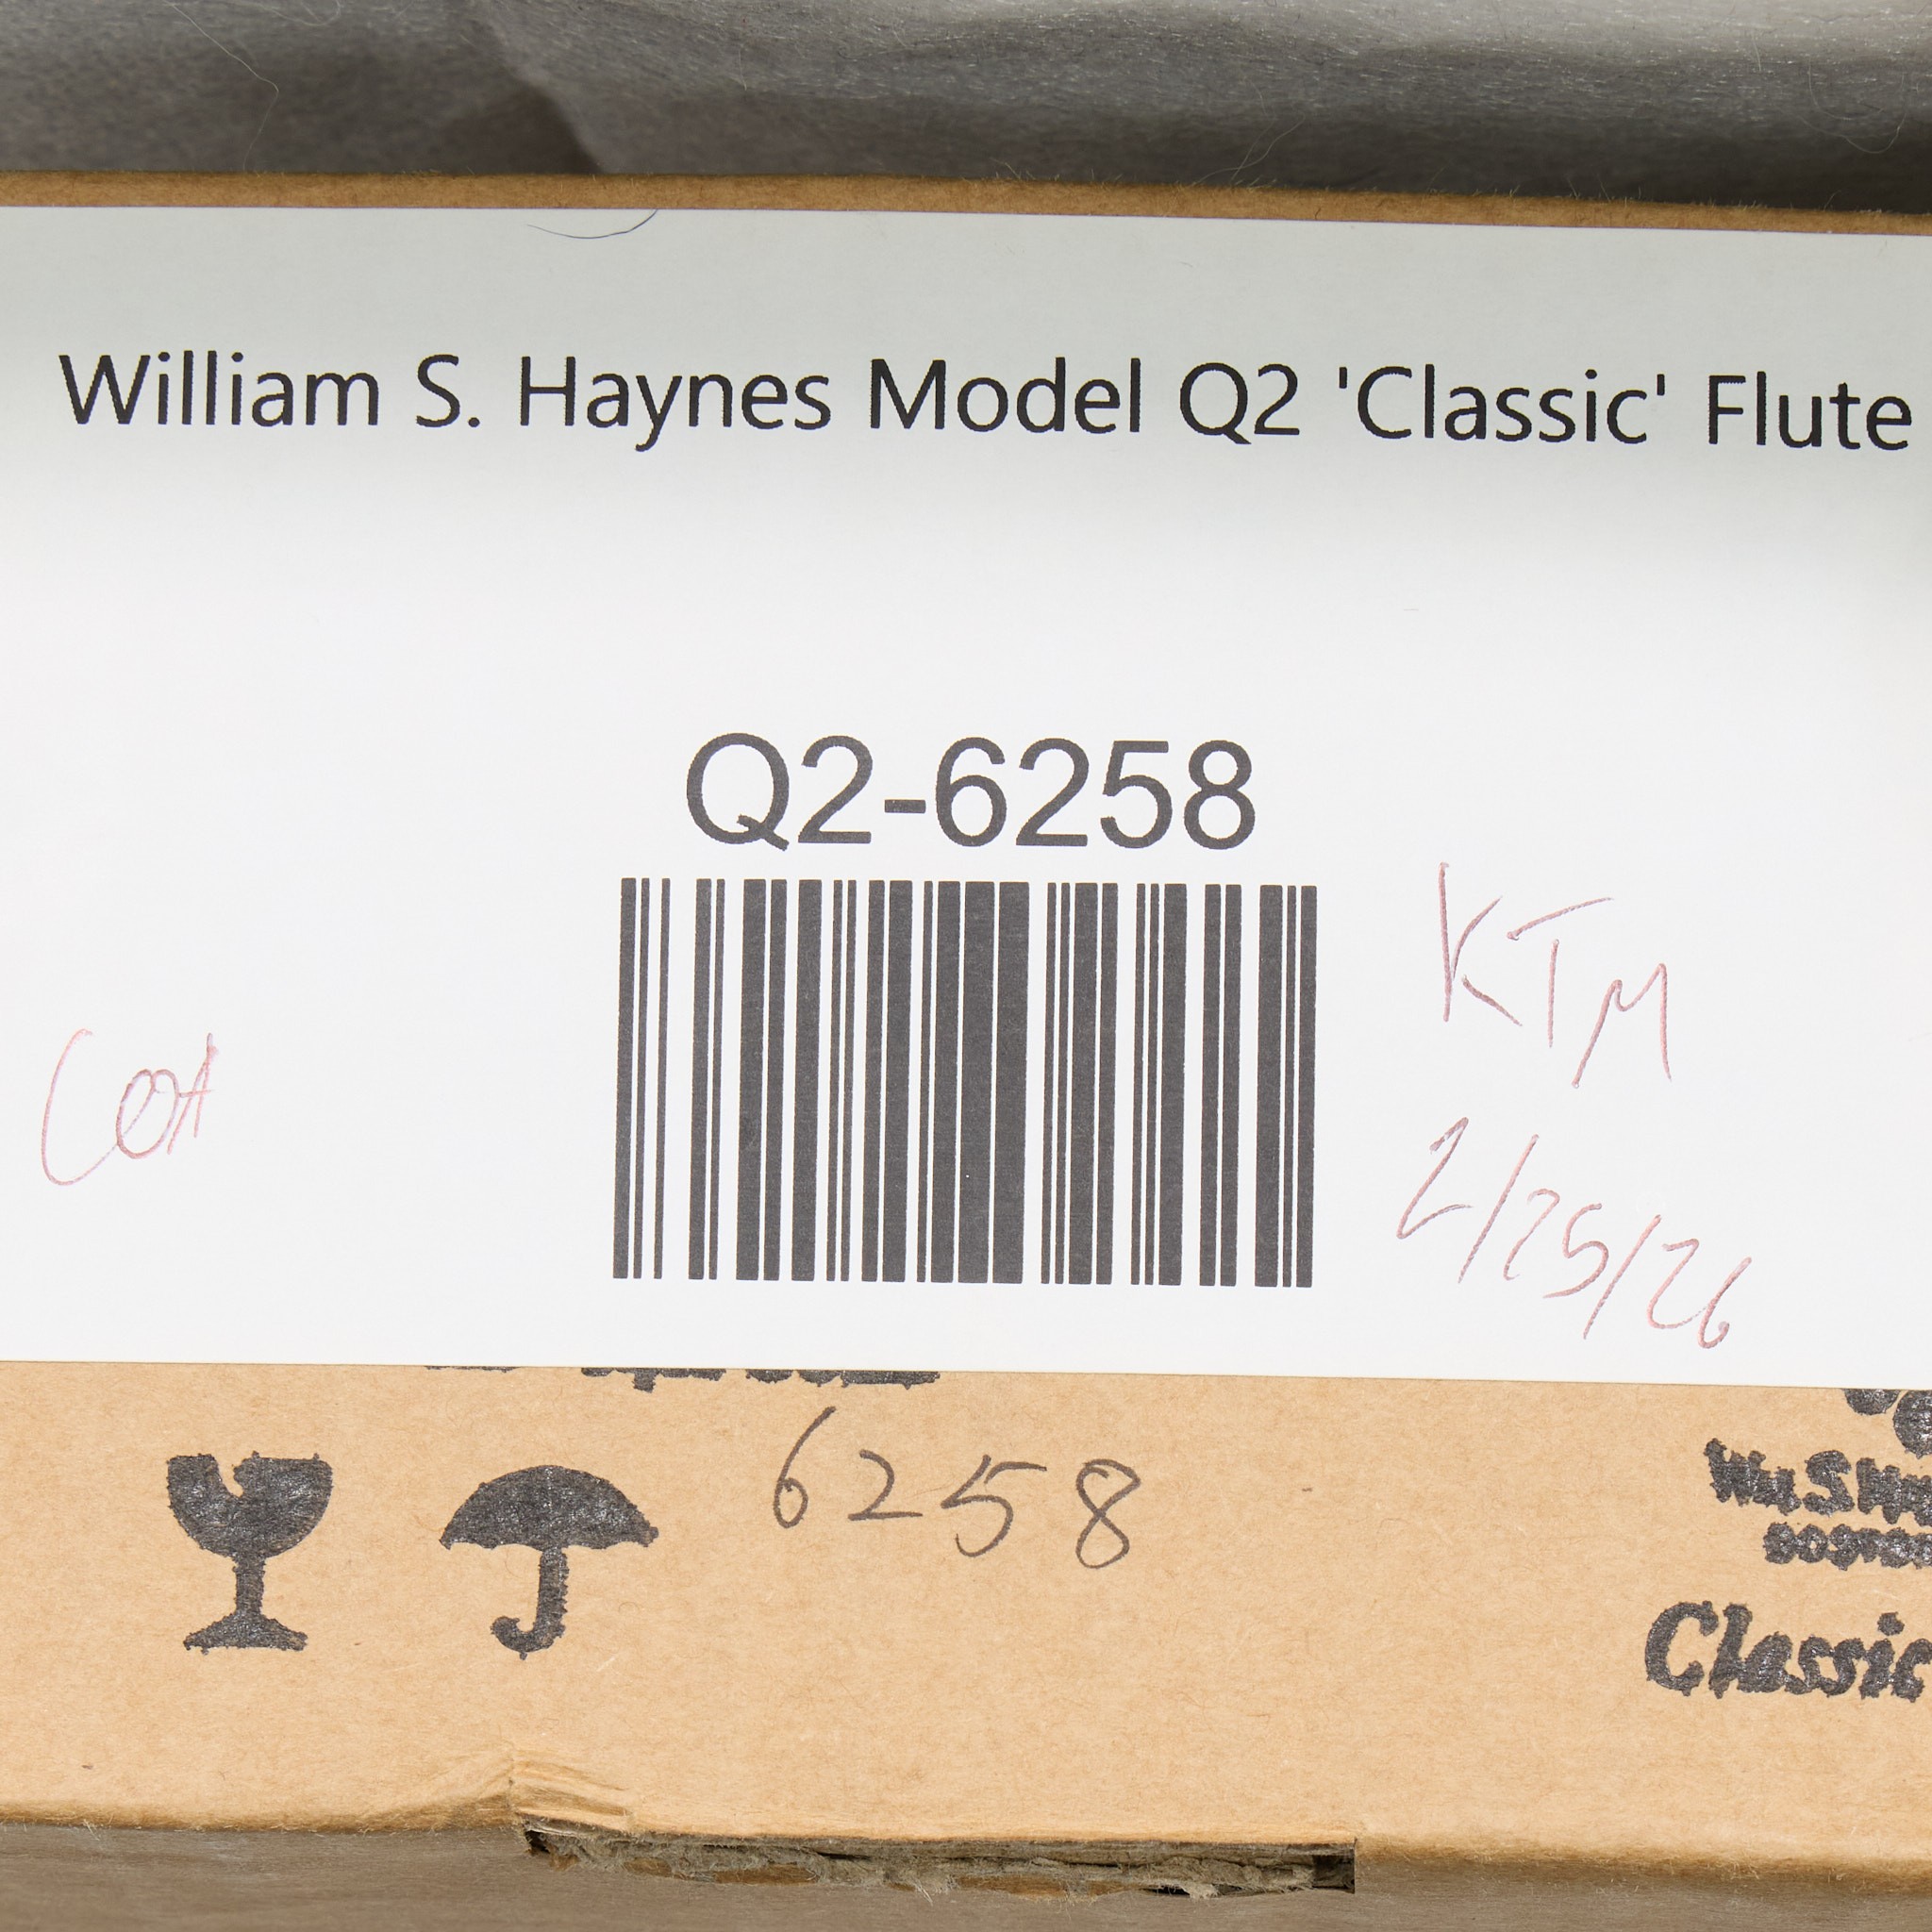 William S. Haynes Model Q2 'Classic' Flute
Q2-6258
KTM
COA
2/25/26
6258
Classic